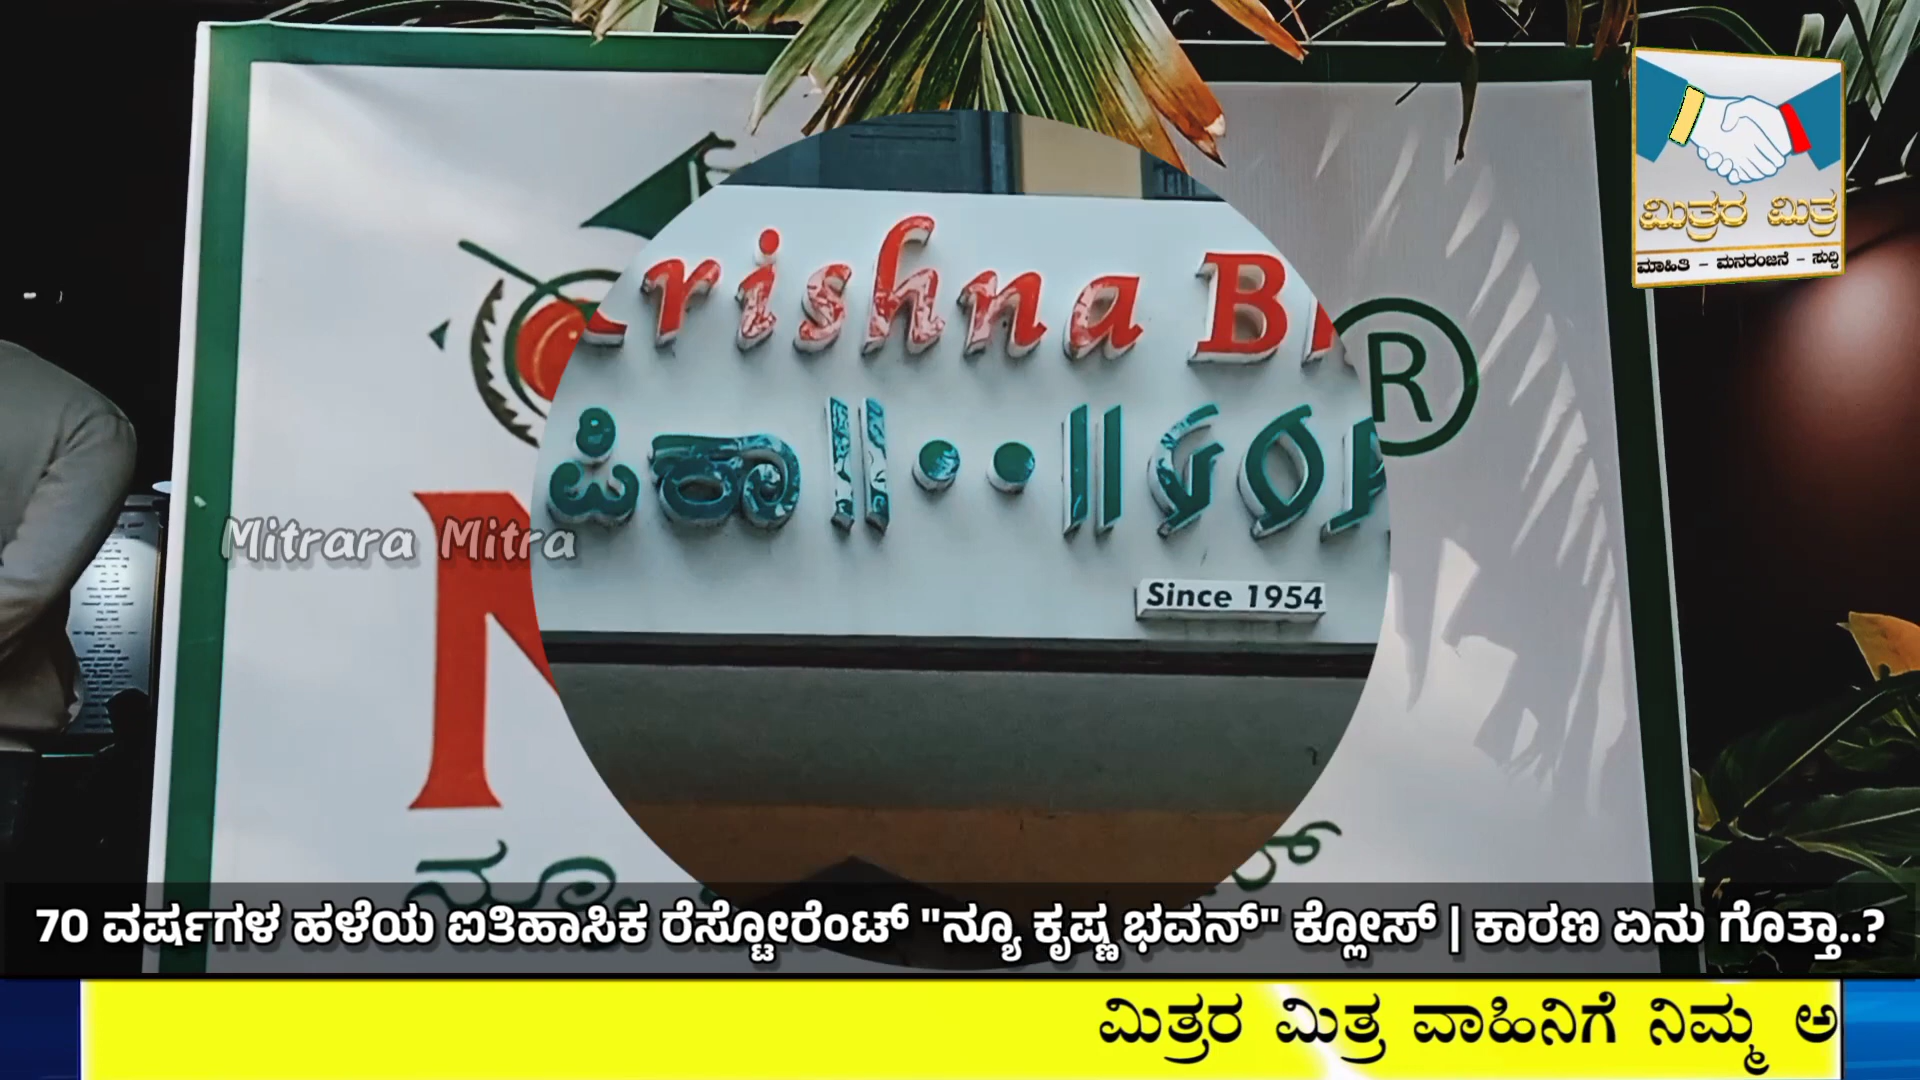 ಮಿತ್ರರ ಮಿತ್ರ
ಮಾಹಿತಿ - ಮನರಂಜನೆ - ಸುದ್ದಿ
rishna B
®
Since 1954
Mitrara Mitra
N
ನ್ಯೂ
70 ವರ್ಷಗಳ ಹಳೆಯ ಐತಿಹಾಸಿಕ ರೆಸ್ಟೋರೆಂಟ್ "ನ್ಯೂ ಕೃಷ್ಣ ಭವನ್" ಕ್ಲೋಸ್ | ಕಾರಣ ಏನು ಗೊತ್ತಾ..?
ಮಿತ್ರರ ಮಿತ್ರ ವಾಹಿನಿಗೆ ನಿಮ್ಮ ಅ